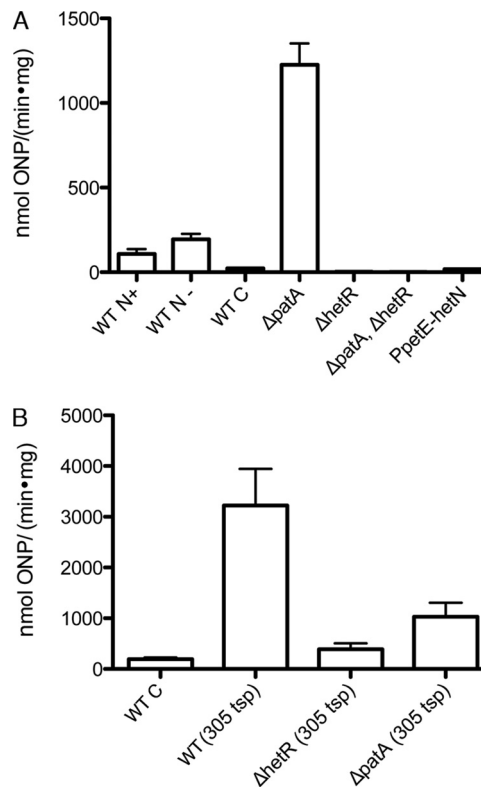 A
nmol ONP/(min•mg)
1500
1000
500
0
WT N+
WT N -
WT C
ΔpatA
ΔhetR
ΔpatA, ΔhetR
PpetE-hetN
B
nmol ONP/ (min•mg)
5000
4000
3000
2000
1000
0
WT C
WT (305 tsp)
ΔhetR (305 tsp)
ΔpatA (305 tsp)